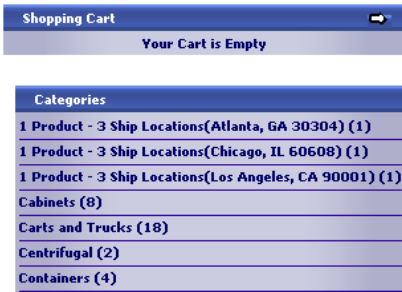 Shopping Cart
Your Cart is Empty
Categories
1 Product - 3 Ship Locations(Atlanta, GA 30304) (1)
1 Product - 3 Ship Locations(Chicago, IL 60608) (1)
1 Product - 3 Ship Locations(Los Angeles, CA 90001) (1)
Cabinets (8)
Carts and Trucks (18)
Centrifugal (2)
Containers (4)